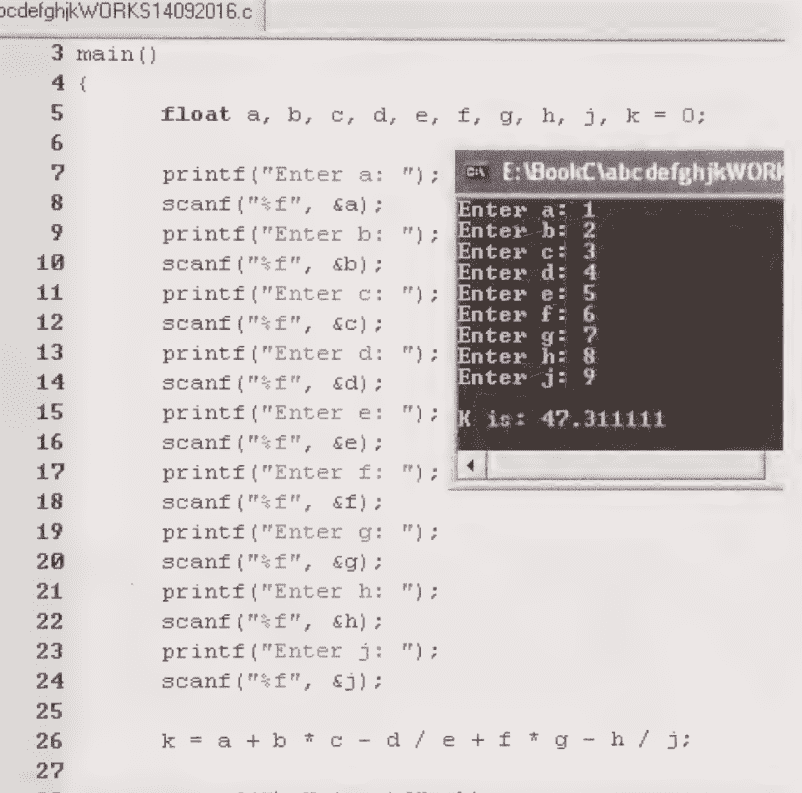 bcdefghjkWORKS14092016.c
3 main()
4 {
5 float a, b, c, d, e, f, g, h, j, k = 0;
6
7 printf("Enter a: ");
8 scanf("%f", &a);
9 printf("Enter b: ");
10 scanf("%f", &b);
11 printf("Enter c: ");
12 scanf("%f", &c);
13 printf("Enter d: ");
14 scanf("%f", &d);
15 printf("Enter e: ");
16 scanf("%f", &e);
17 printf("Enter f: ");
18 scanf("%f", &f);
19 printf("Enter g: ");
20 scanf("%f", &g);
21 printf("Enter h: ");
22 scanf("%f", &h);
23 printf("Enter j: ");
24 scanf("%f", &j);
25
26 k = a + b * c - d / e + f * g - h / j;
27
E:\BookC\abcdefghjkWOR
Enter a: 1
Enter b: 2
Enter c: 3
Enter d: 4
Enter e: 5
Enter f: 6
Enter g: 7
Enter h: 8
Enter j: 9
K is: 47.311111